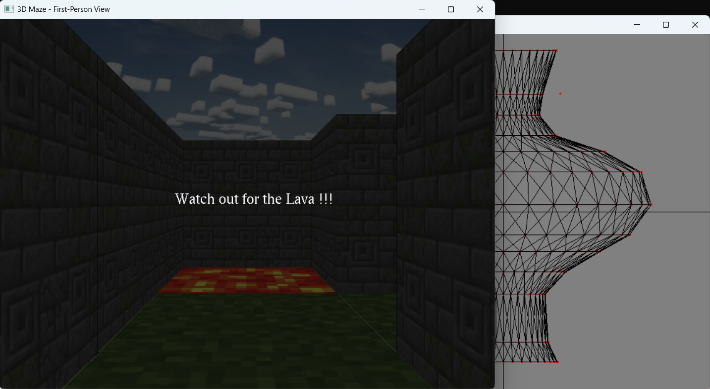 3D Maze - First-Person View
Watch out for the Lava !!!